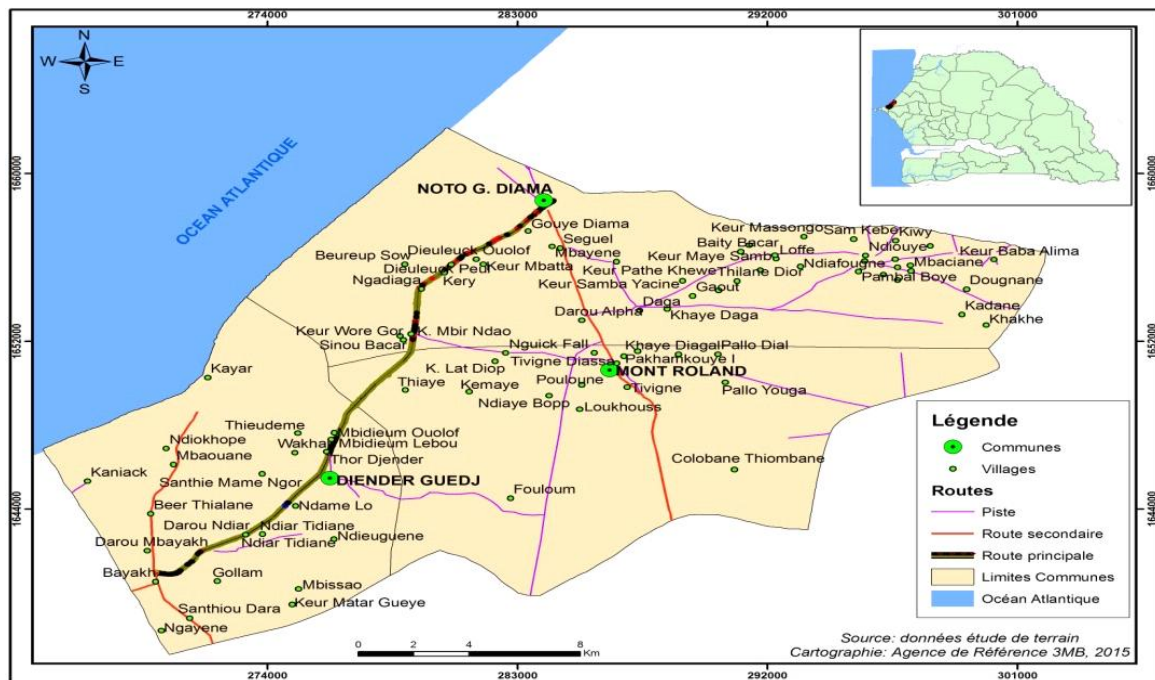 274000 283000 292000 301000
N
W E
S
OCEAN ATLANTIQUE
1660000 1660000
NOTO G. DIAMA
Gouye Diama
Keur Massongo Sam Kebe Kiwy
Seguel
Baity Bacar Loffe Ndiouye
Dieuleuck Ouolof Mbayene Keur Maye Samba Keur Baba Alima
Beureup Sow Keur Mbatta
Dieuleuck Peul Keur Pathe Khewe Thilane Diof Ndiafougne Mbaciane
Ngadiaga Kery Keur Samba Yacine Gaout Pambal Boye Dougnane
Daga
Darou Alpha Khaye Daga Kadane
Keur Wore Gor K. Mbir Ndao Khakhe
1652000 1652000
Sinou Bacar Nguick Fall Khaye Diagal Pallo Dial
Tivigne Diassa Pakhamkouye I
K. Lat Diop MONT ROLAND
Kayar Thiaye Kemaye Pouloune Tivigne
Ndiaye Bopp Loukhouss Pallo Youga
Thieudeme Mbidieum Ouolof
Ndiokhope Wakhal Mbidieum Lebou
Mbaouane Thor Djender
Kaniack Santhie Mame Ngor Colobane Thiombane
DIENDER GUEDJ
Fouloum
Beer Thialane Ndame Lo
1644000 1644000
Darou Ndiar Ndiar Tidiane
Darou Mbayakh Ndiar Tidiane Ndieuguene
Bayakh Gollam
Mbissao
Santhiou Dara Keur Matar Gueye
Ngayene
Légende
Communes
Villages
Routes
Piste
Route secondaire
Route principale
Limites Communes
Océan Atlantique
0 2 4 8
Km
Source: données étude de terrain
Cartographie: Agence de Référence 3MB, 2015
274000 283000 292000 301000